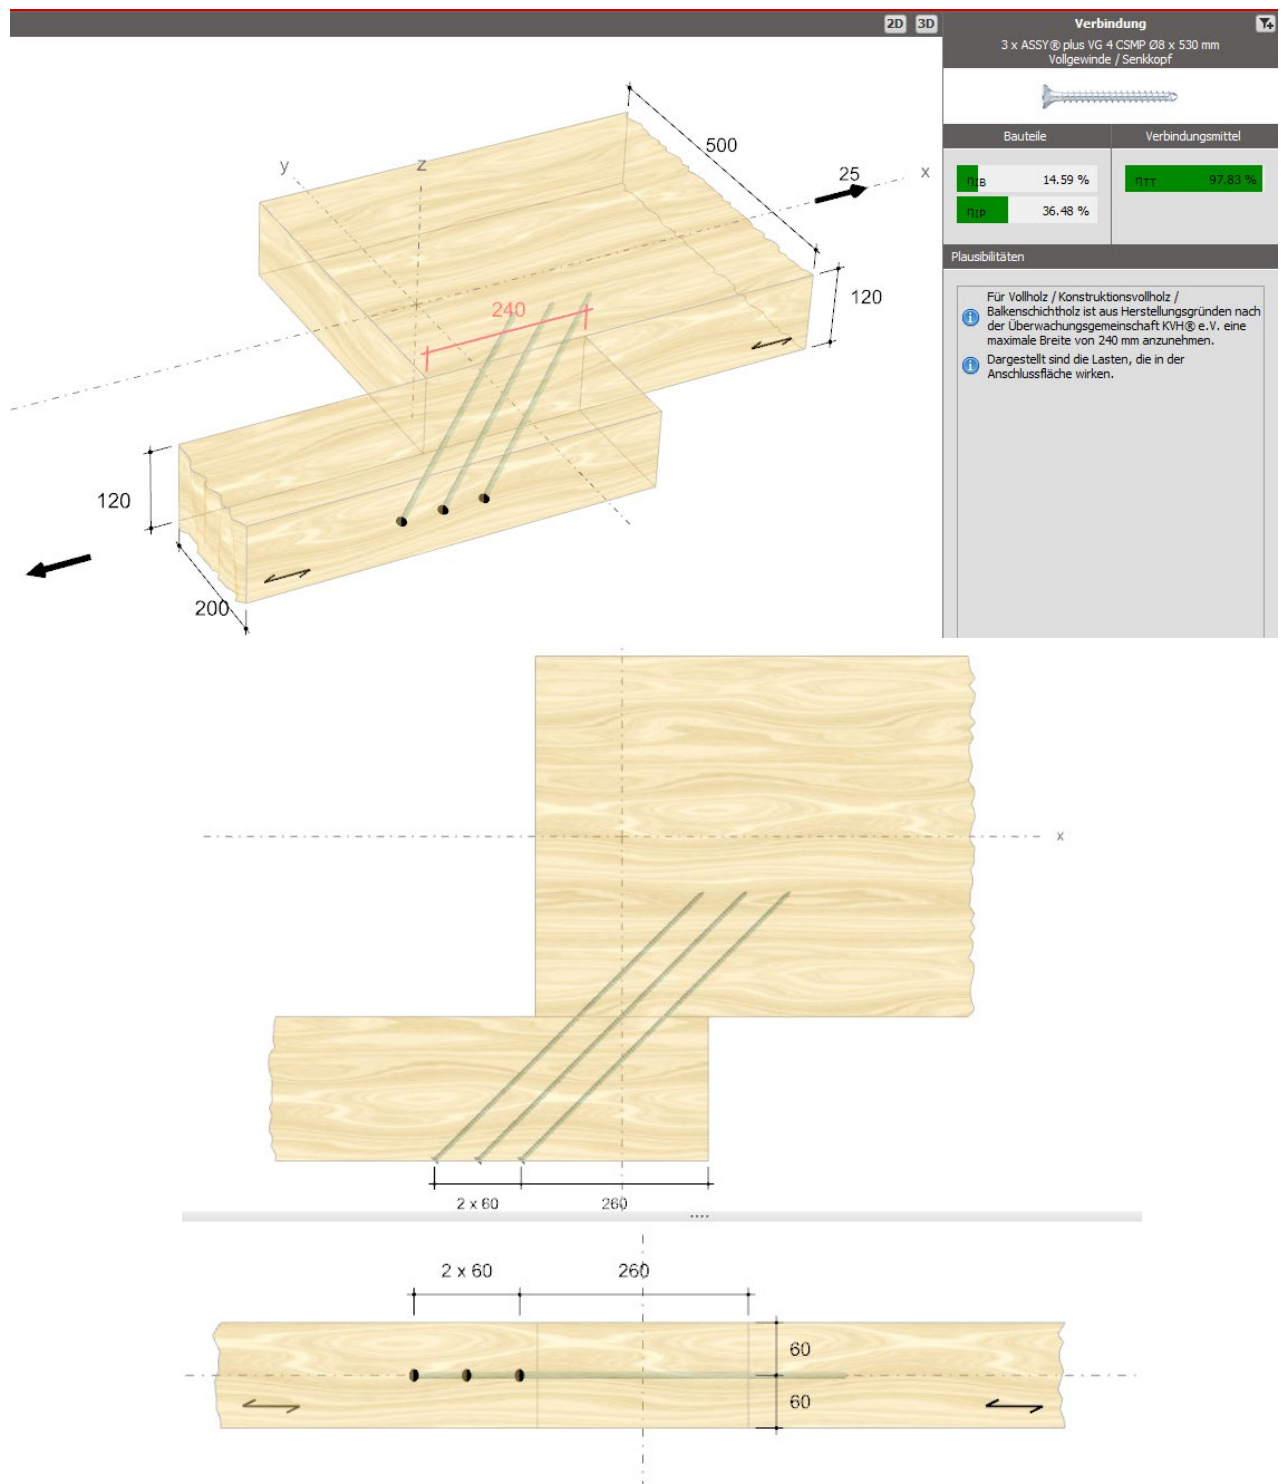 2D 3D
Verbindung
3 x ASSY® plus VG 4 CSMP Ø8 x 530 mm
Vollgewinde / Senkkopf
Bauteile Verbindungsmittel
ηIB 14.59 % ηTT 97.83 %
ηIP 36.48 %
Plausibilitäten
Für Vollholz / Konstruktionsvollholz /
Balkenschichtholz ist aus Herstellungsgründen nach
der Überwachungsgemeinschaft KVH® e.V. eine
maximale Breite von 240 mm anzunehmen.
Dargestellt sind die Lasten, die in der
Anschlussfläche wirken.
500
y z 25 x
120
240
120
200
x
2 x 60 260
2 x 60 260
60
60